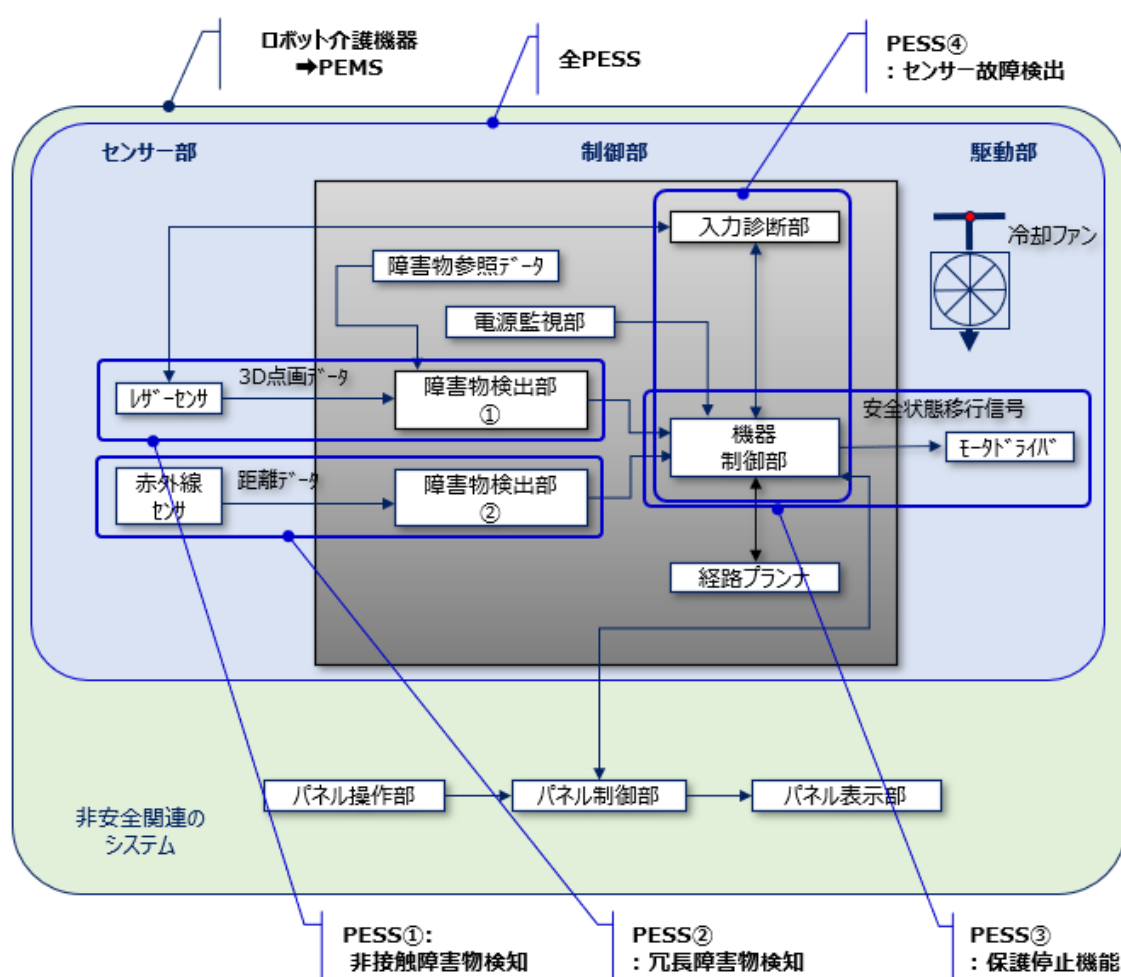 ロボット介護機器
➡PEMS
全PESS
PESS④
：センサー故障検出
センサー部
制御部
駆動部
入力診断部
冷却ファン
障害物参照ﾃﾞｰﾀ
電源監視部
3D点画ﾃﾞｰﾀ
ﾚｻﾞｰｾﾝｻ
障害物検出部
①
安全状態移行信号
機器
制御部
ﾓｰﾀﾄﾞﾗｲﾊﾞ
赤外線
ｾﾝｻ
距離ﾃﾞｰﾀ
障害物検出部
②
経路プランナ
パネル操作部
パネル制御部
パネル表示部
非安全関連の
システム
PESS①:
非接触障害物検知
PESS②
：冗長障害物検知
PESS③
：保護停止機能